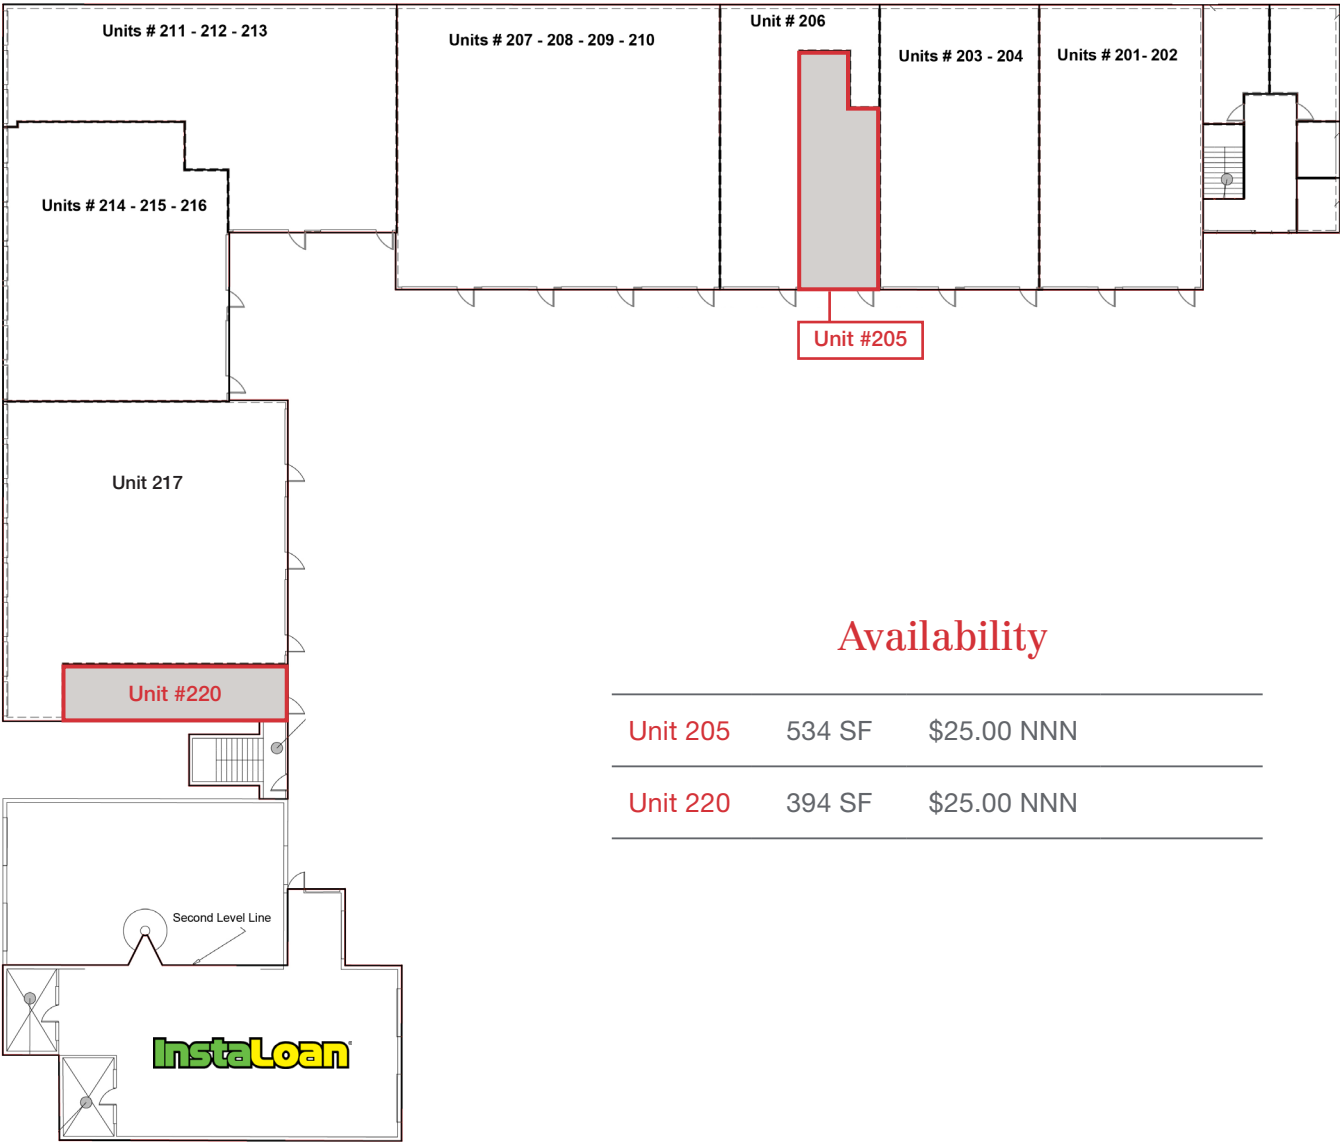 Units # 211 - 212 - 213
Units # 207 - 208 - 209 - 210
Unit # 206
Units # 203 - 204
Units # 201- 202
Units # 214 - 215 - 216
Unit #205
Unit 217
Unit #220
Availability
Unit 205 534 SF $25.00 NNN
Unit 220 394 SF $25.00 NNN
Second Level Line
InstaLoan